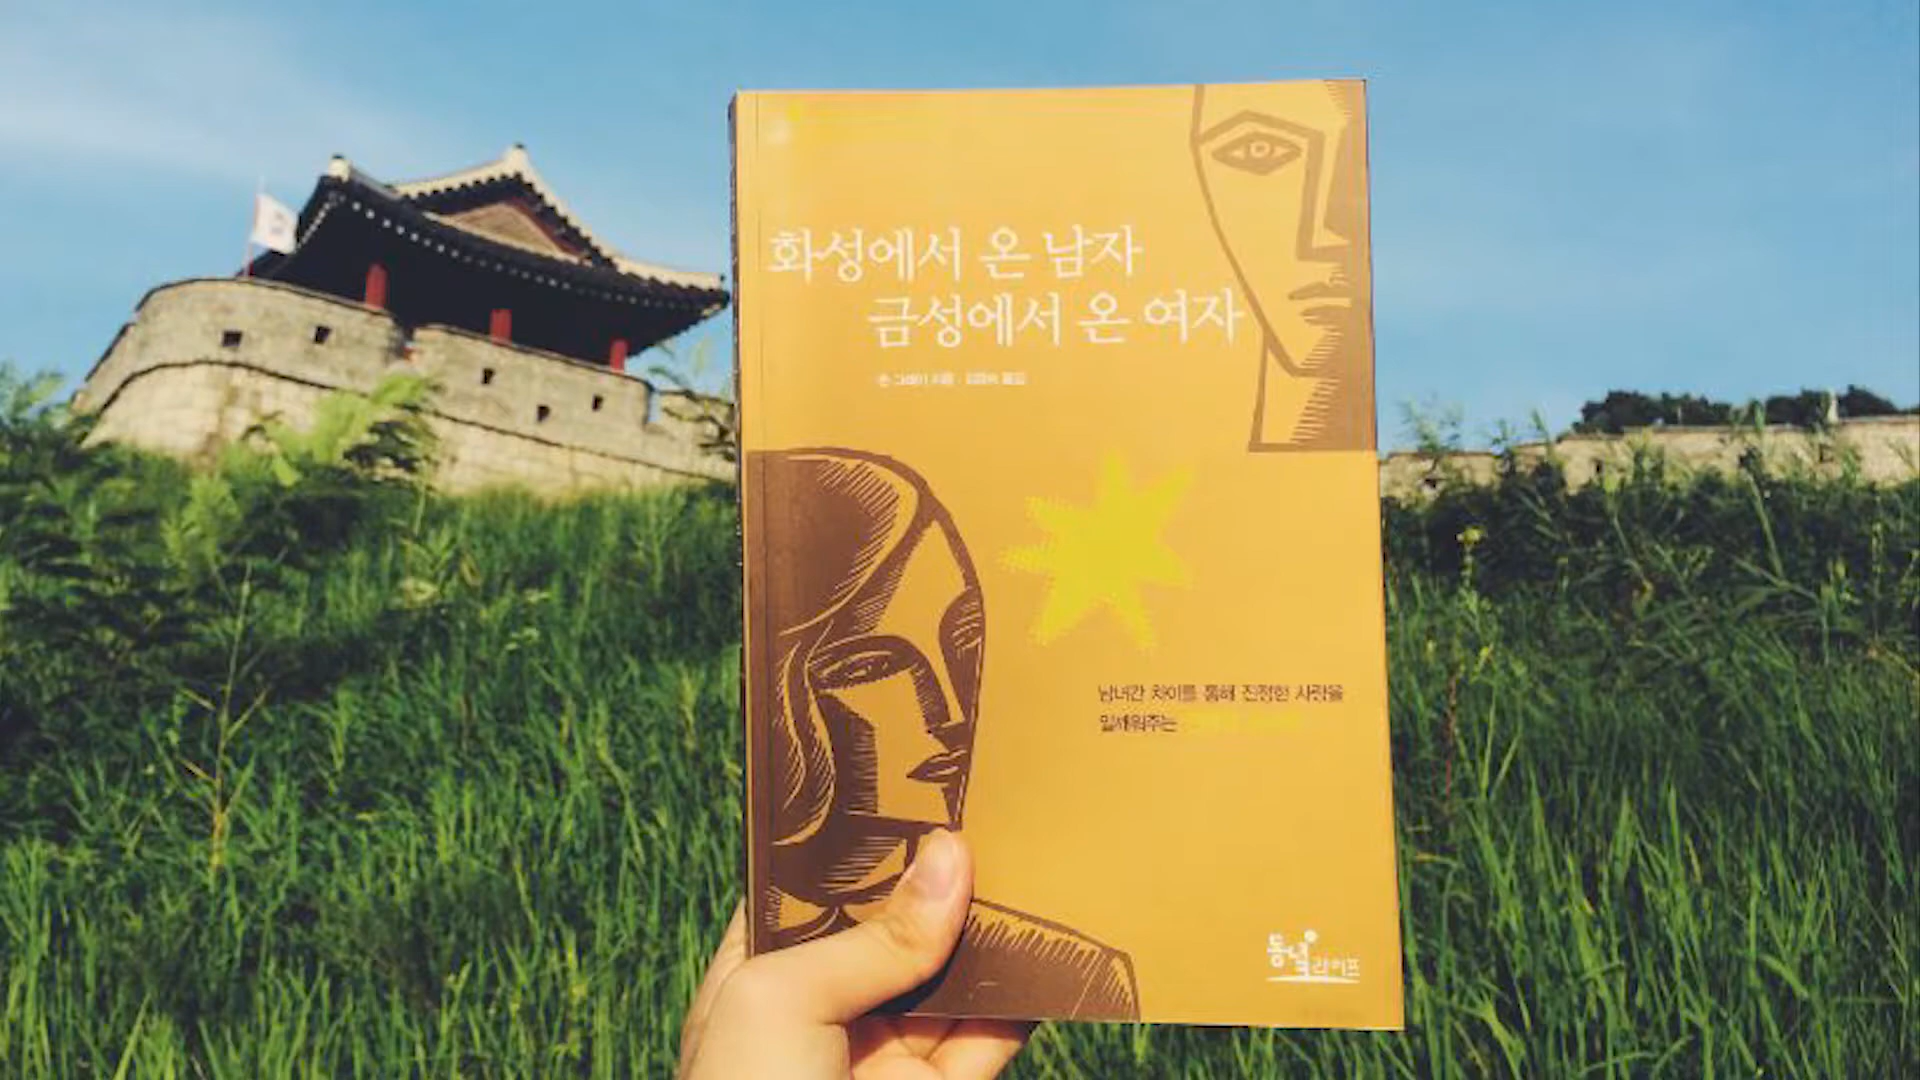 화성에서 온 남자
금성에서 온 여자
존 그레이 지음
남녀간 차이를 통해 진정한 사랑을
일깨워주는
동녘라이프